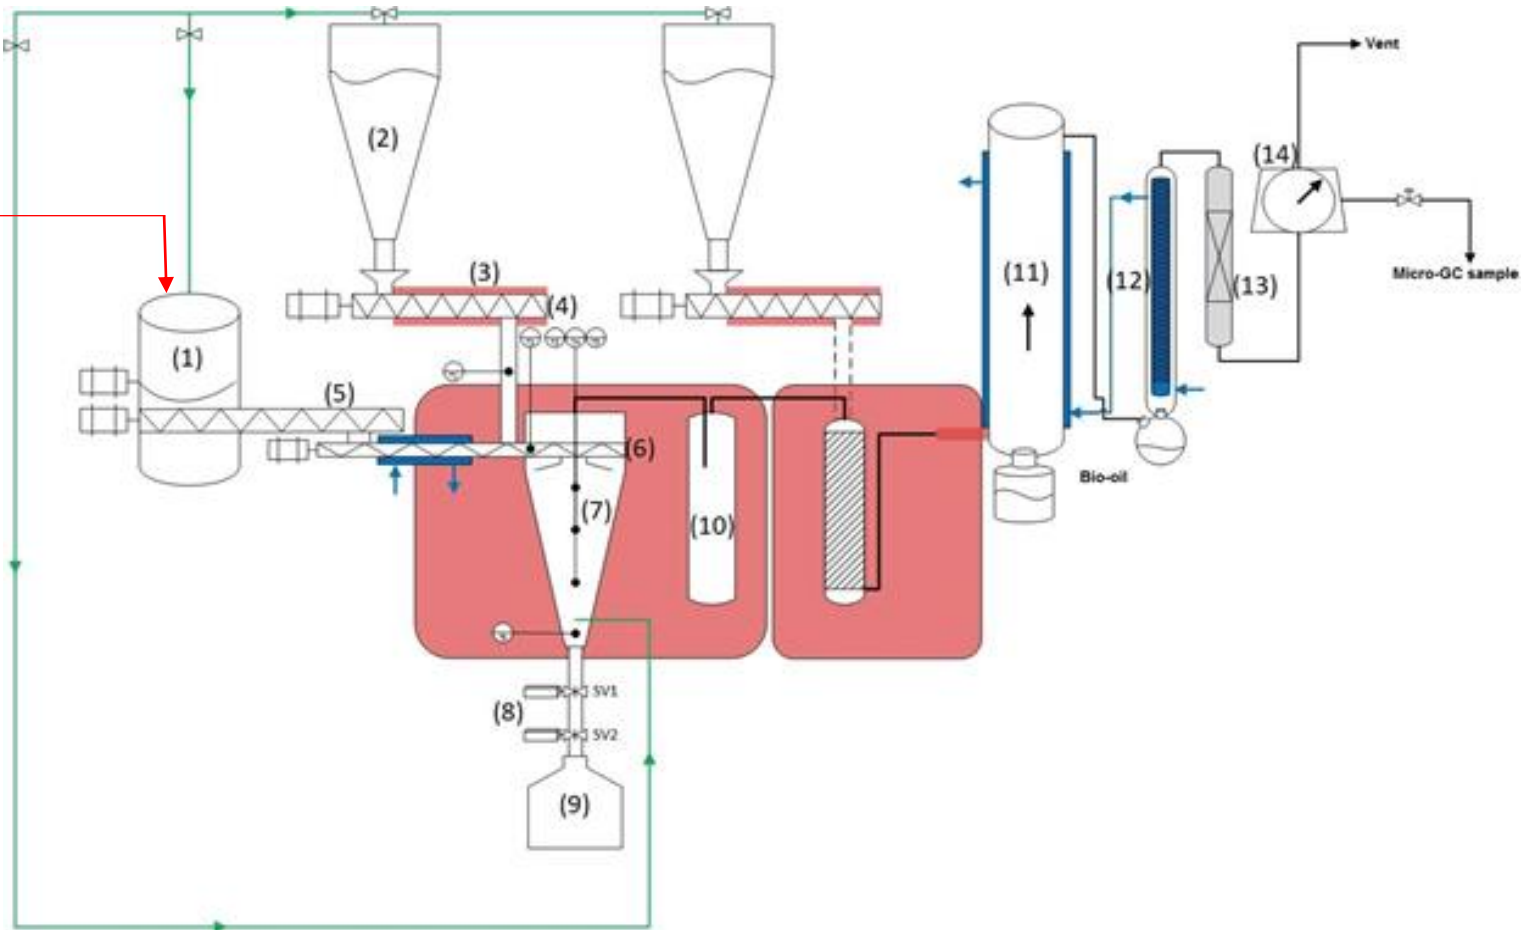 Vent
(2)
(14)
(11)
(12)
(13)
Micro-GC sample
(3)
(4)
(1)
(5)
(6)
Bio-oil
(7)
(10)
SV1
(8)
SV2
(9)